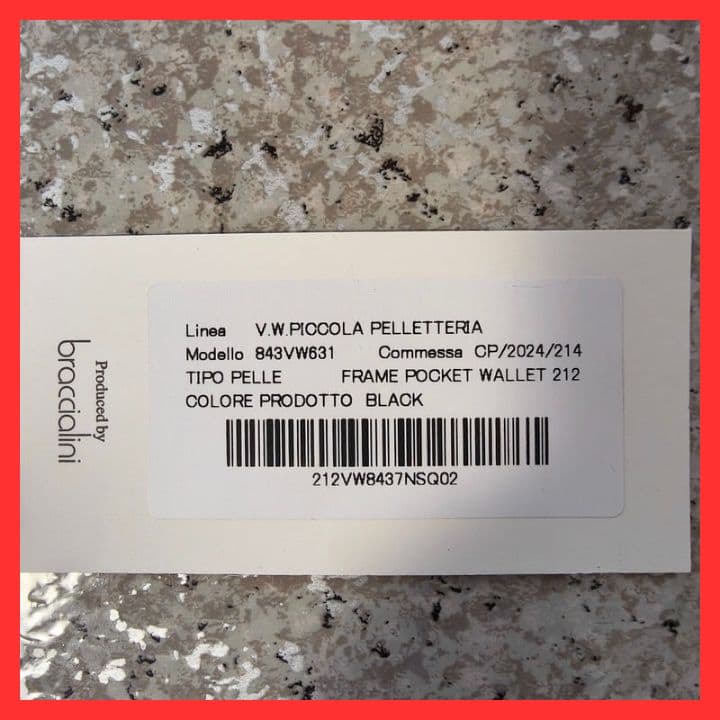 Linea V.W.PICCOLA PELLETTERIA
Modello 843VW631 Commessa CP/2024/214
TIPO PELLE FRAME POCKET WALLET 212
COLORE PRODOTTO BLACK
212VW8437NSQ02
Produced by
braccialini